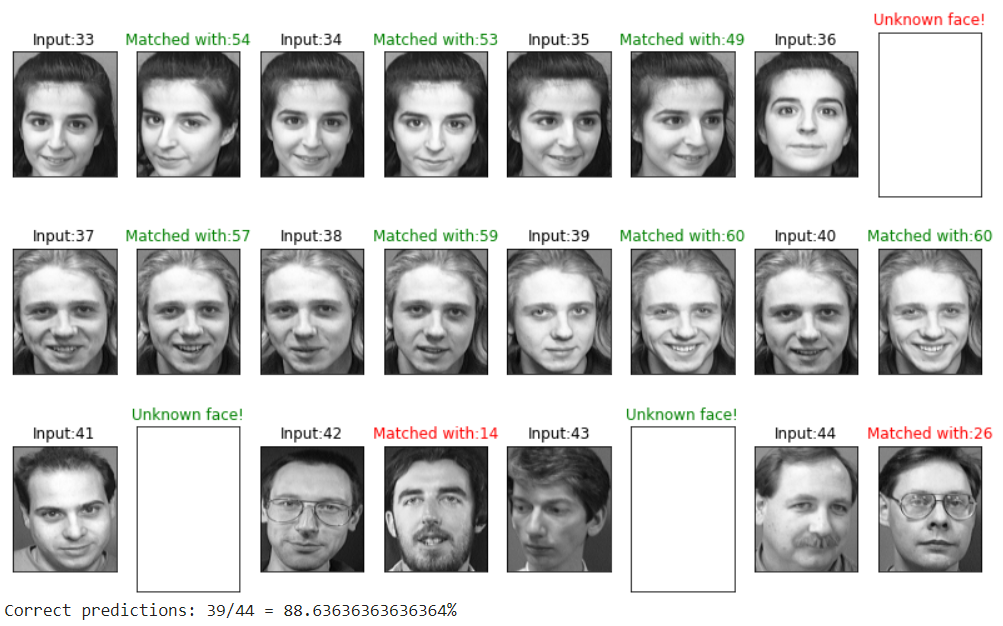 Unknown face!
Input:33 Matched with:54 Input:34 Matched with:53 Input:35 Matched with:49 Input:36
Input:37 Matched with:57 Input:38 Matched with:59 Input:39 Matched with:60 Input:40 Matched with:60
Unknown face! Unknown face!
Input:41 Input:42 Matched with:14 Input:43 Input:44 Matched with:26
Correct predictions: 39/44 = 88.63636363636364%